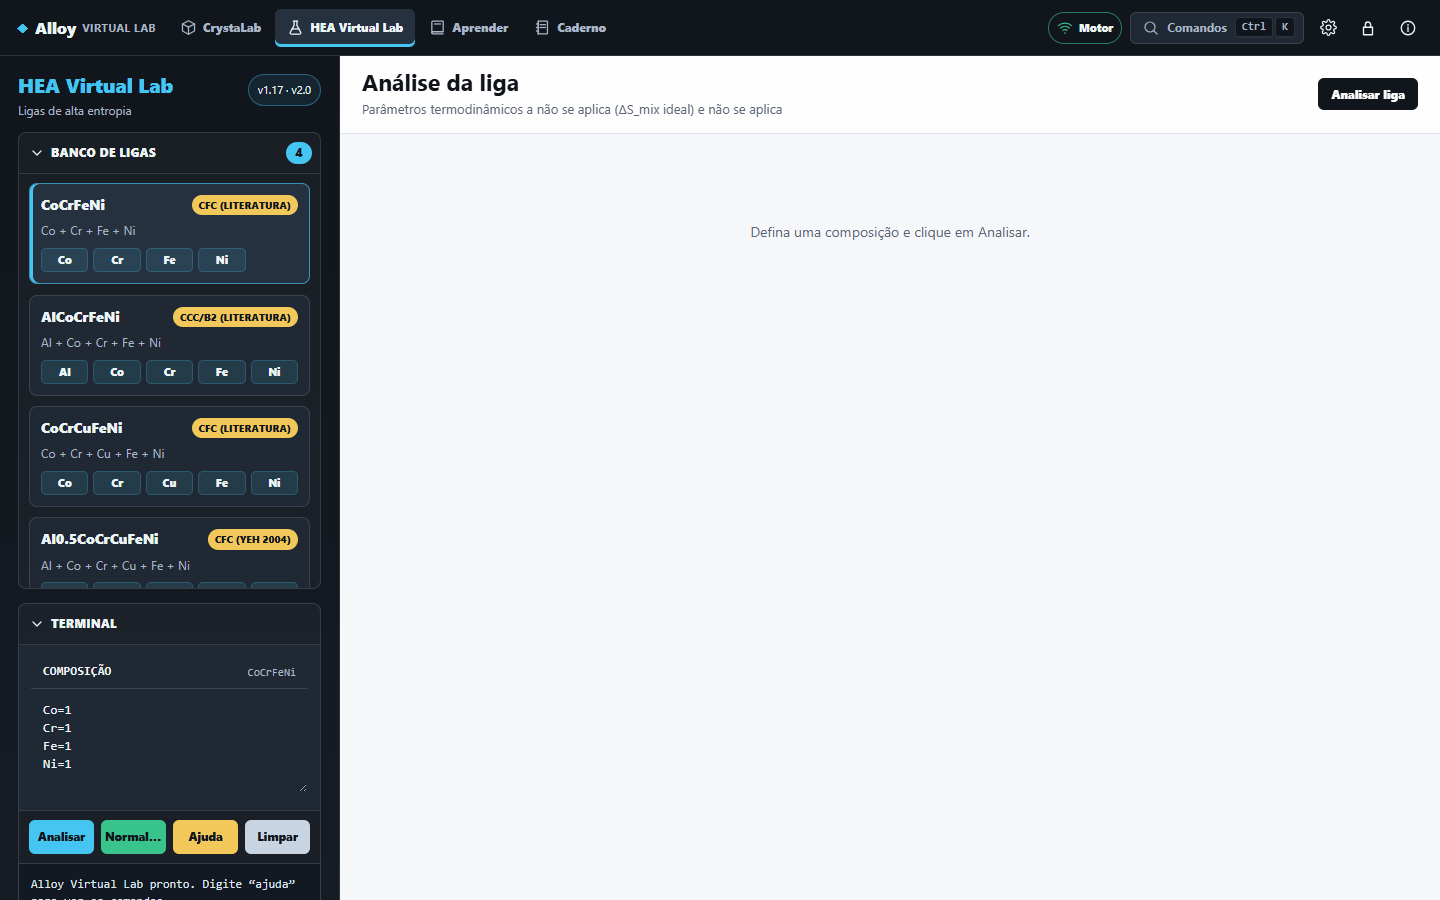 Alloy VIRTUAL LAB
CrystaLab
HEA Virtual Lab
Aprender
Caderno
Motor
Comandos Ctrl K
HEA Virtual Lab
v1.17 · v2.0
Ligas de alta entropia
BANCO DE LIGAS
4
CoCrFeNi
CFC (LITERATURA)
Co + Cr + Fe + Ni
Co Cr Fe Ni
AlCoCrFeNi
CCC/B2 (LITERATURA)
Al + Co + Cr + Fe + Ni
Al Co Cr Fe Ni
CoCrCuFeNi
CFC (LITERATURA)
Co + Cr + Cu + Fe + Ni
Co Cr Cu Fe Ni
Al0.5CoCrCuFeNi
CFC (YEH 2004)
Al + Co + Cr + Cu + Fe + Ni
TERMINAL
COMPOSIÇÃO
CoCrFeNi
Co=1
Cr=1
Fe=1
Ni=1
Analisar
Normal...
Ajuda
Limpar
Alloy Virtual Lab pronto. Digite “ajuda”
Análise da liga
Parâmetros termodinâmicos a não se aplica (ΔS_mix ideal) e não se aplica
Analisar liga
Defina uma composição e clique em Analisar.